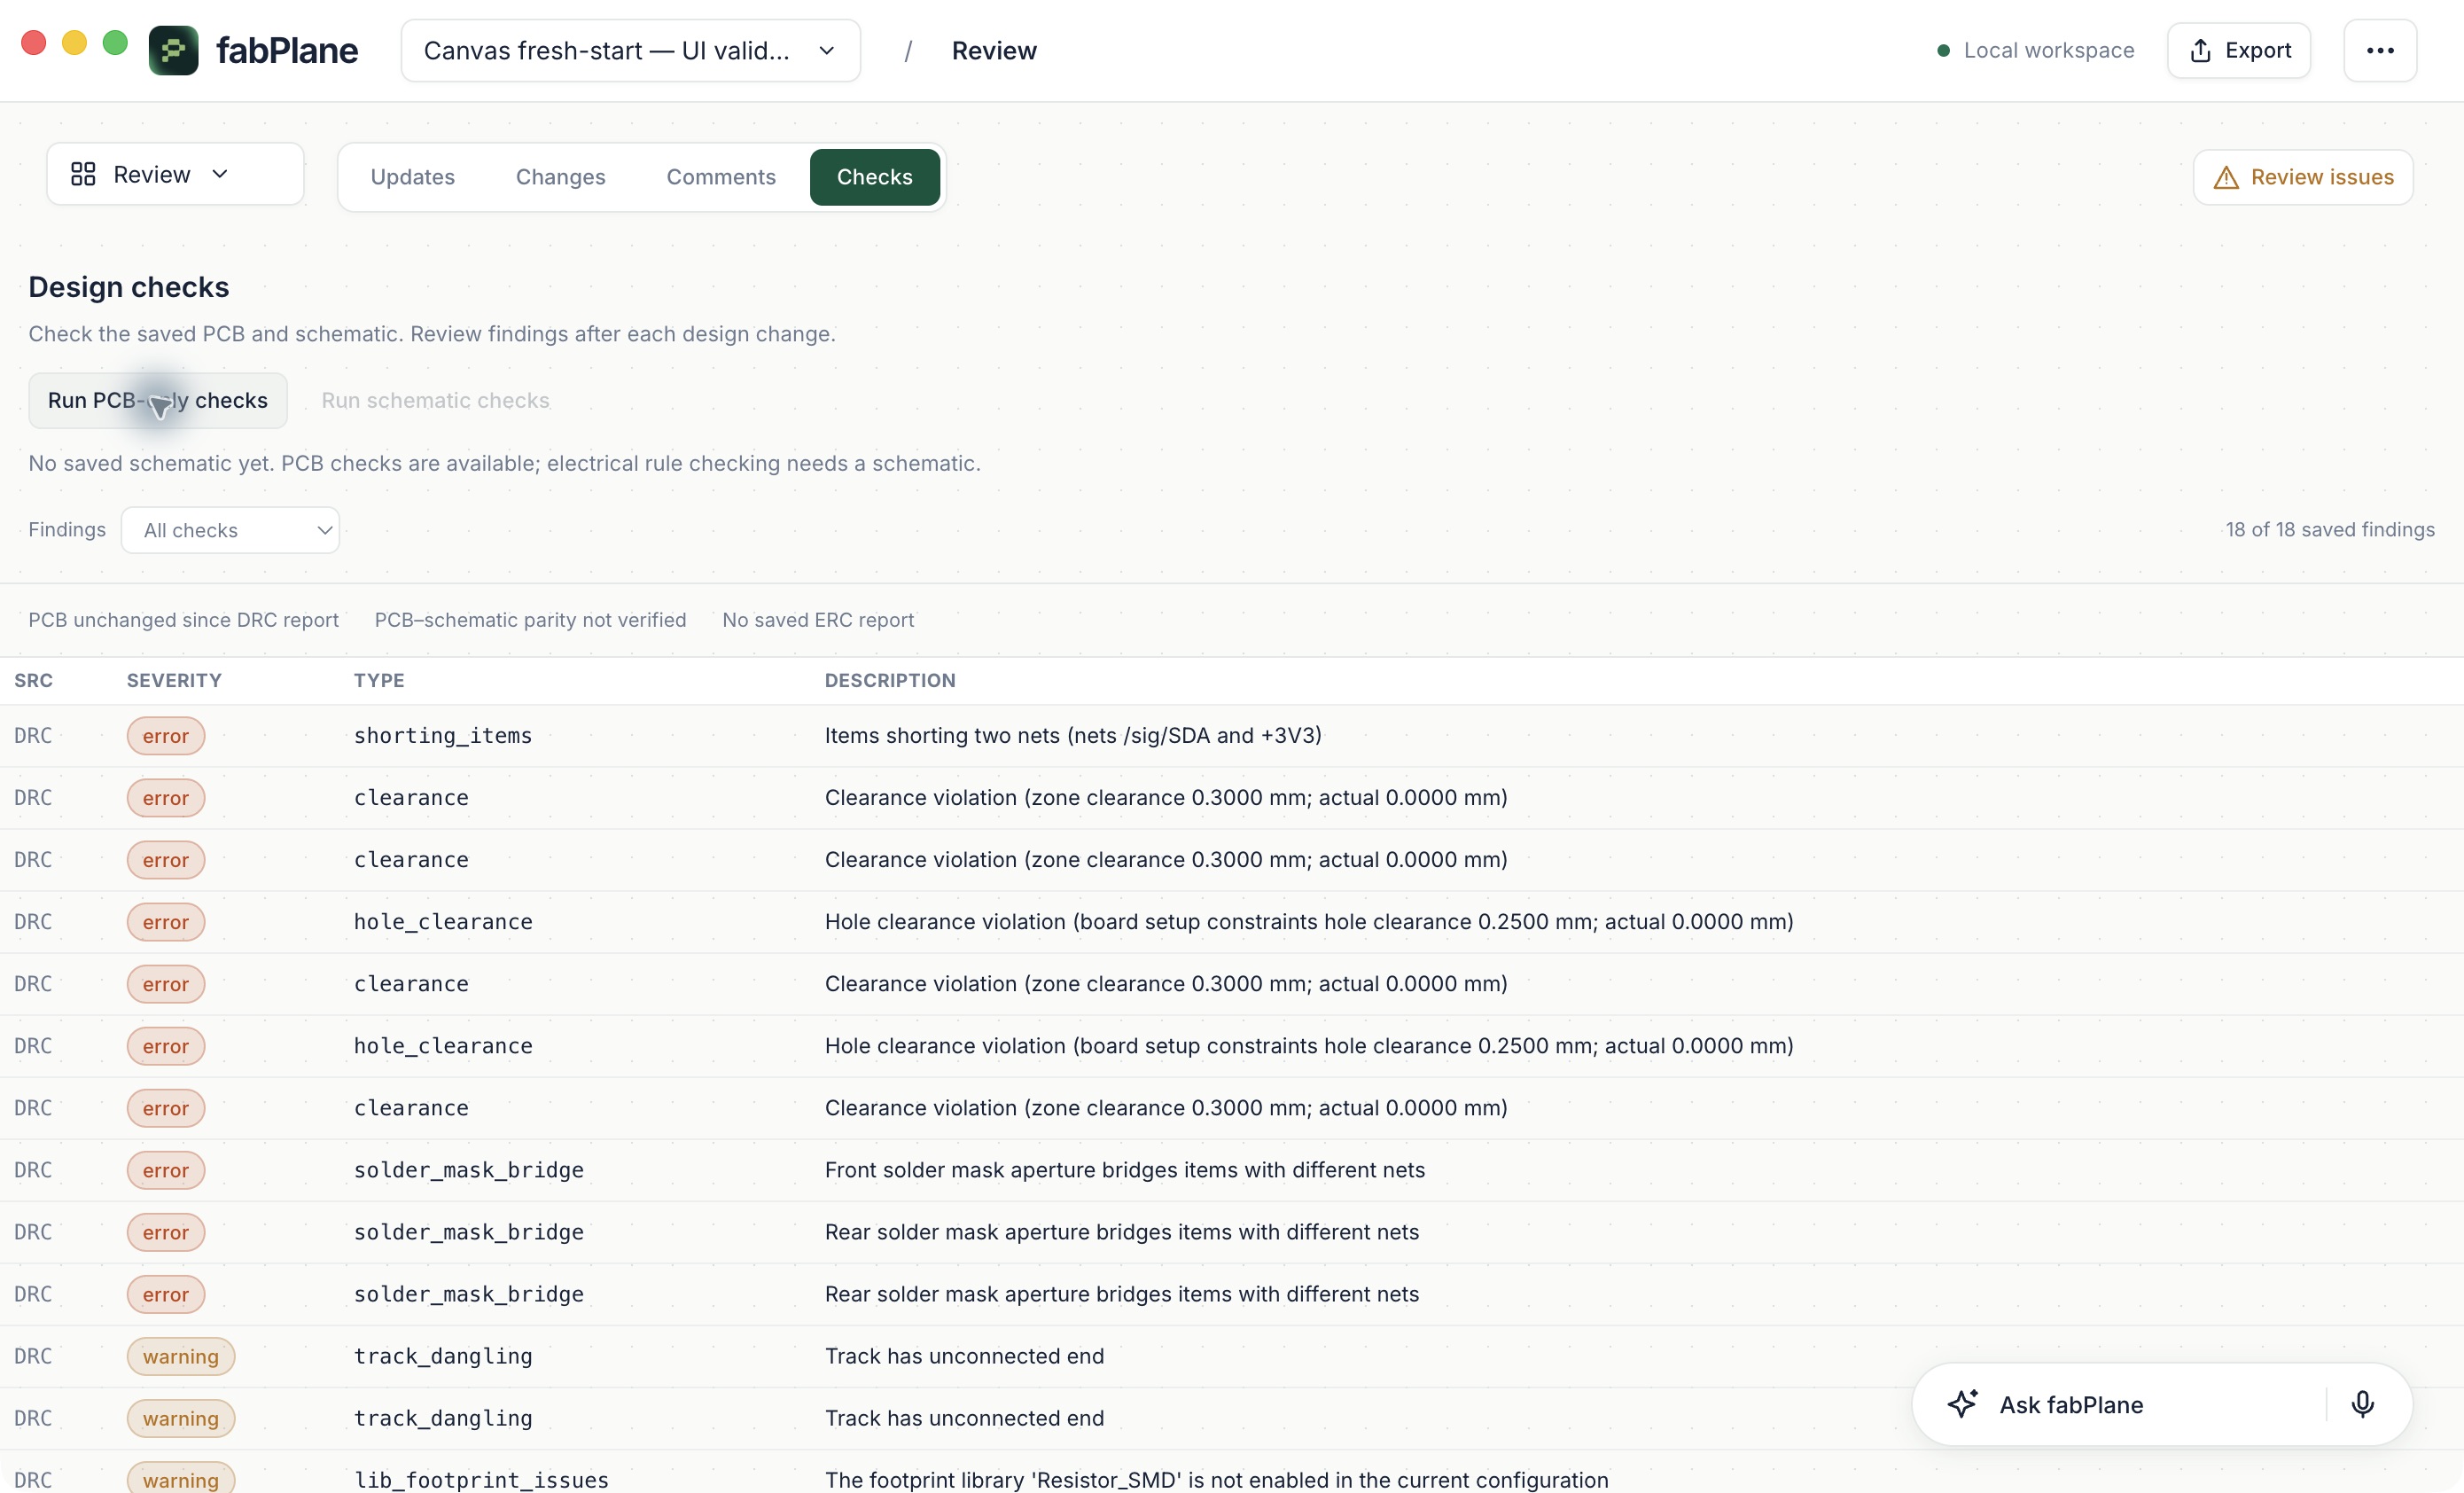 fabPlane
Canvas fresh-start — UI valid...
/
Review
Local workspace
Export
Review
Updates
Changes
Comments
Checks
Review issues
Design checks
Check the saved PCB and schematic. Review findings after each design change.
Run PCB-only checks
Run schematic checks
No saved schematic yet. PCB checks are available; electrical rule checking needs a schematic.
Findings
All checks
18 of 18 saved findings
PCB unchanged since DRC report PCB–schematic parity not verified No saved ERC report
SRC SEVERITY TYPE DESCRIPTION
DRC error shorting_items Items shorting two nets (nets /sig/SDA and +3V3)
DRC error clearance Clearance violation (zone clearance 0.3000 mm; actual 0.0000 mm)
DRC error clearance Clearance violation (zone clearance 0.3000 mm; actual 0.0000 mm)
DRC error hole_clearance Hole clearance violation (board setup constraints hole clearance 0.2500 mm; actual 0.0000 mm)
DRC error clearance Clearance violation (zone clearance 0.3000 mm; actual 0.0000 mm)
DRC error hole_clearance Hole clearance violation (board setup constraints hole clearance 0.2500 mm; actual 0.0000 mm)
DRC error clearance Clearance violation (zone clearance 0.3000 mm; actual 0.0000 mm)
DRC error solder_mask_bridge Front solder mask aperture bridges items with different nets
DRC error solder_mask_bridge Rear solder mask aperture bridges items with different nets
DRC error solder_mask_bridge Rear solder mask aperture bridges items with different nets
DRC warning track_dangling Track has unconnected end
DRC warning track_dangling Track has unconnected end
DRC warning lib_footprint_issues The footprint library 'Resistor_SMD' is not enabled in the current configuration
Ask fabPlane